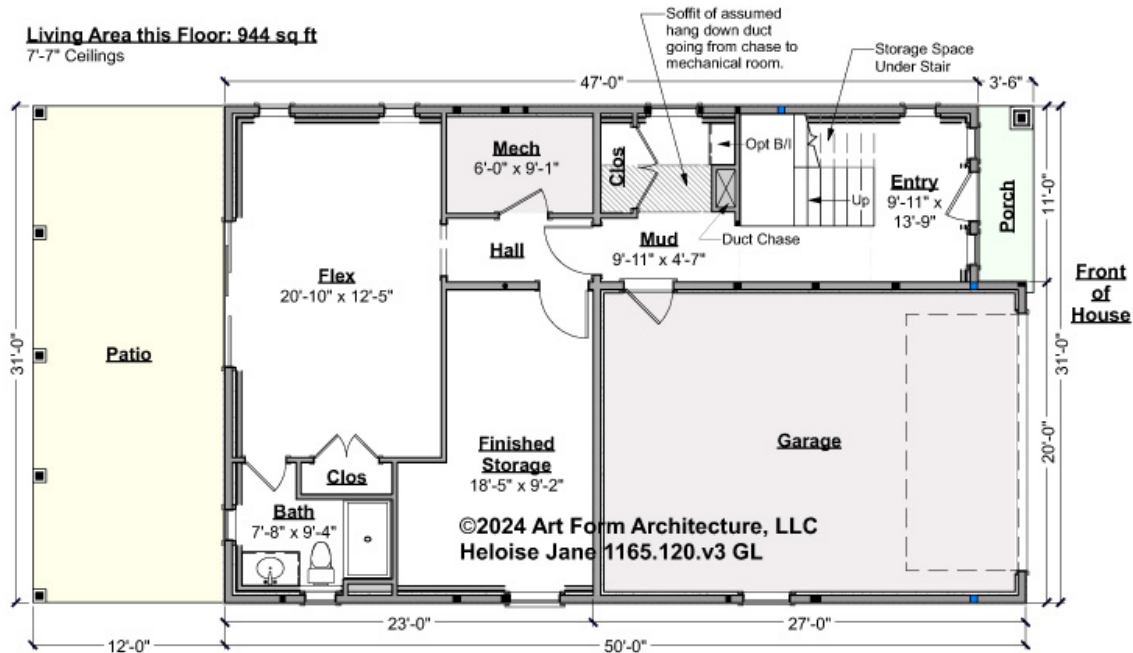 Living Area this Floor: 944 sq ft
7'-7" Ceilings
Soffit of assumed
hang down duct
going from chase to
mechanical room.
Storage Space
Under Stair
47'-0"
3'-6"
Mech
6'-0" x 9'-1"
Clos
Opt B/I
Up
Entry
9'-11" x
13'-9"
Porch
11'-0"
Hall
Mud
9'-11" x 4'-7"
Duct Chase
Flex
20'-10" x 12'-5"
Front
of
House
31'-0"
Patio
31'-0"
Garage
20'-0"
Finished
Storage
18'-5" x 9'-2"
Clos
Bath
7'-8" x 9'-4"
©2024 Art Form Architecture, LLC
Heloise Jane 1165.120.v3 GL
23'-0"
27'-0"
12'-0"
50'-0"